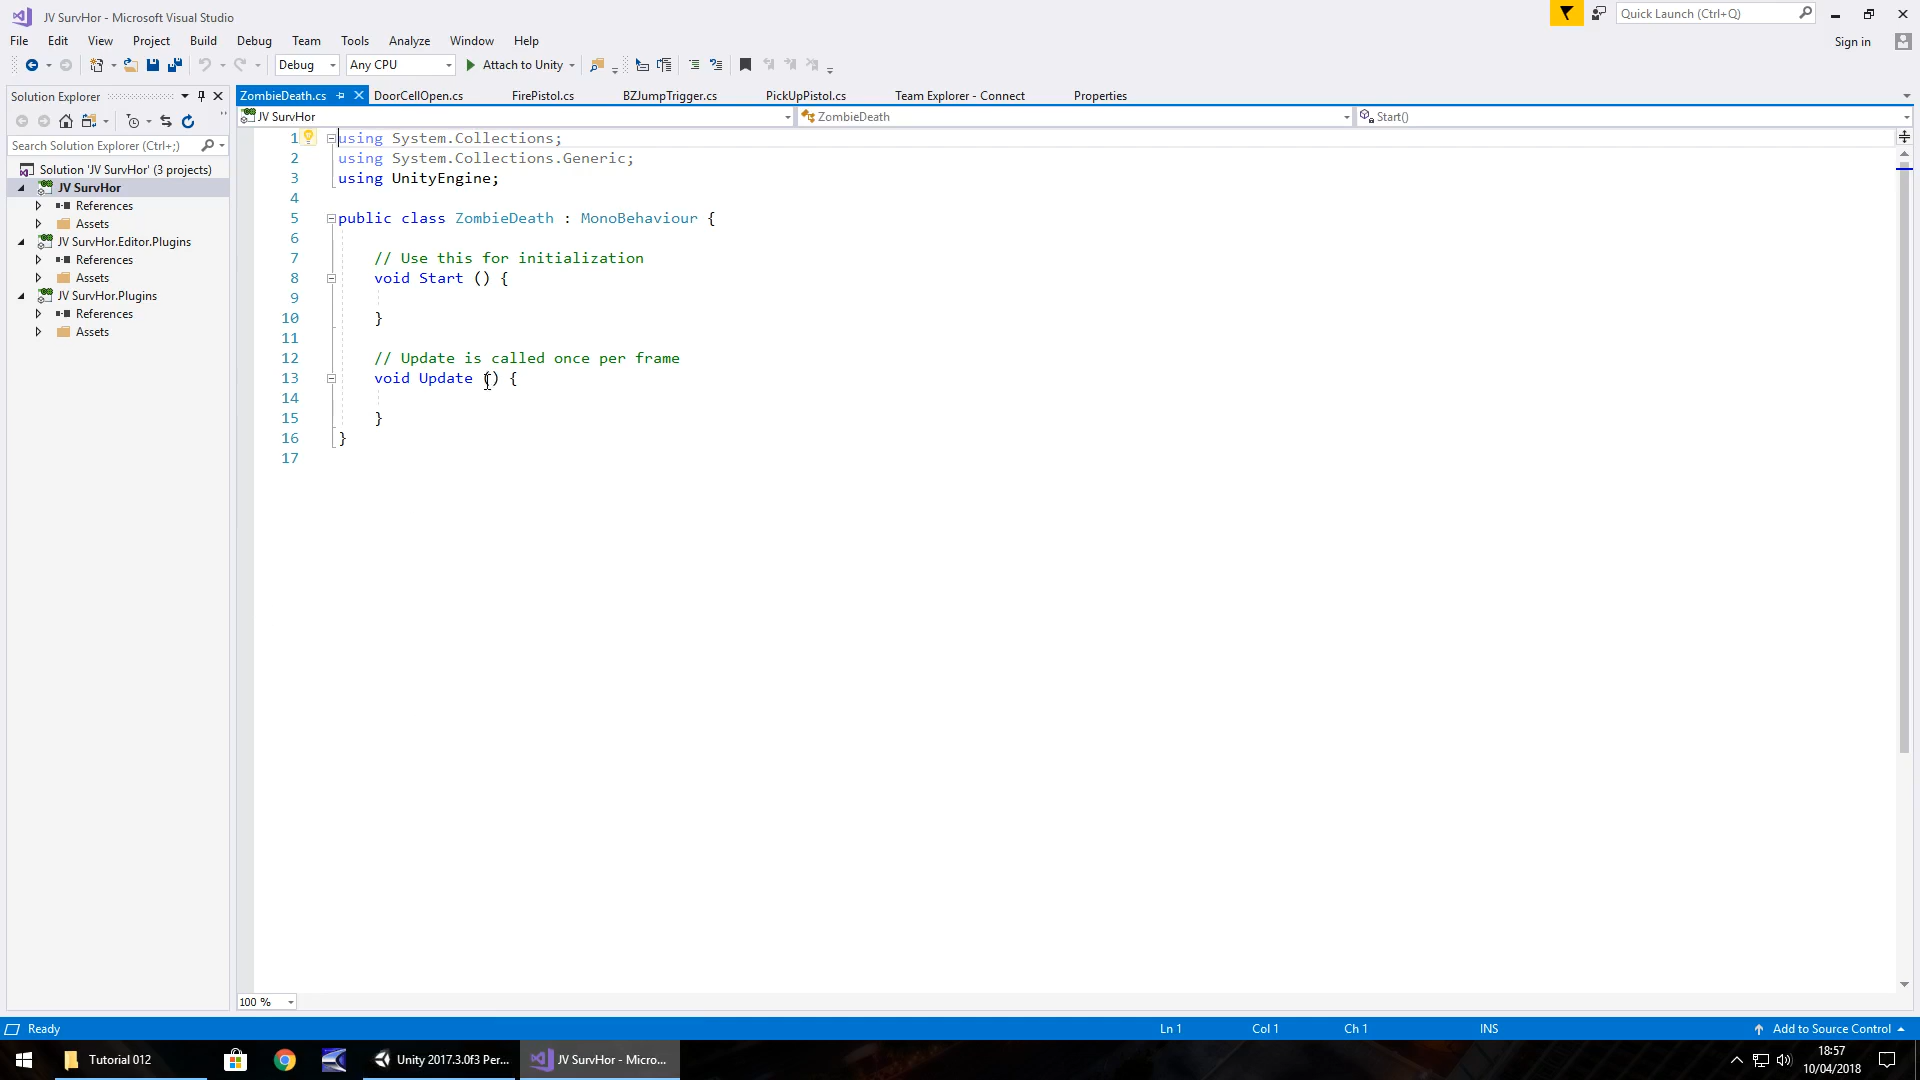 JV SurvHor - Microsoft Visual Studio
Quick Launch (Ctrl+Q)
File Edit View Project Build Debug Team Tools Analyze Window Help
Sign in
Debug Any CPU Attach to Unity
Solution Explorer
ZombieDeath.cs DoorCellOpen.cs FirePistol.cs BZJumpTrigger.cs PickUpPistol.cs Team Explorer - Connect Properties
JV SurvHor ZombieDeath Start()
Search Solution Explorer (Ctrl+;)
Solution 'JV SurvHor' (3 projects)
JV SurvHor
References
Assets
JV SurvHor.Editor.Plugins
References
Assets
JV SurvHor.Plugins
References
Assets
1 using System.Collections;
2 using System.Collections.Generic;
3 using UnityEngine;
4
5 public class ZombieDeath : MonoBehaviour {
6
7 // Use this for initialization
8 void Start () {
9
10 }
11
12 // Update is called once per frame
13 void Update () {
14
15 }
16 }
17
100 %
Ready Ln 1 Col 1 Ch 1 INS Add to Source Control
Tutorial 012 Unity 2017.3.0f3 Per... JV SurvHor - Micro...
18:57
10/04/2018